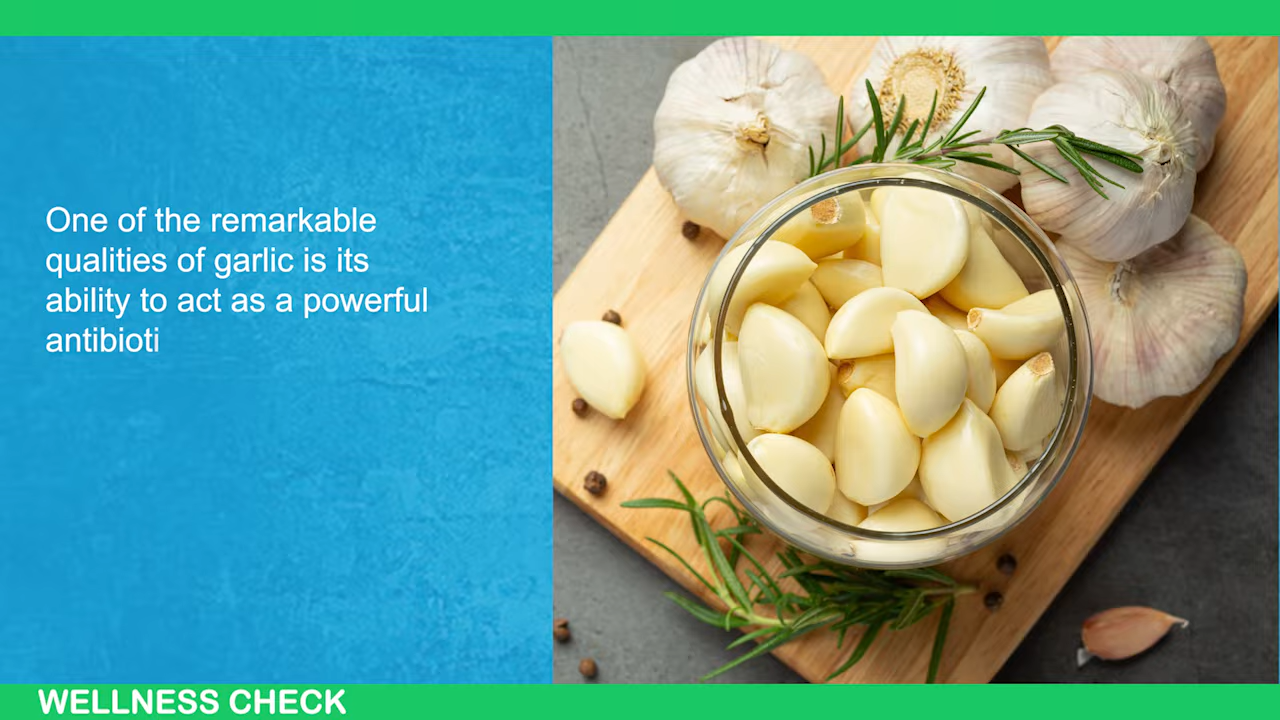 One of the remarkable
qualities of garlic is its
ability to act as a powerful
antibioti
WELLNESS CHECK